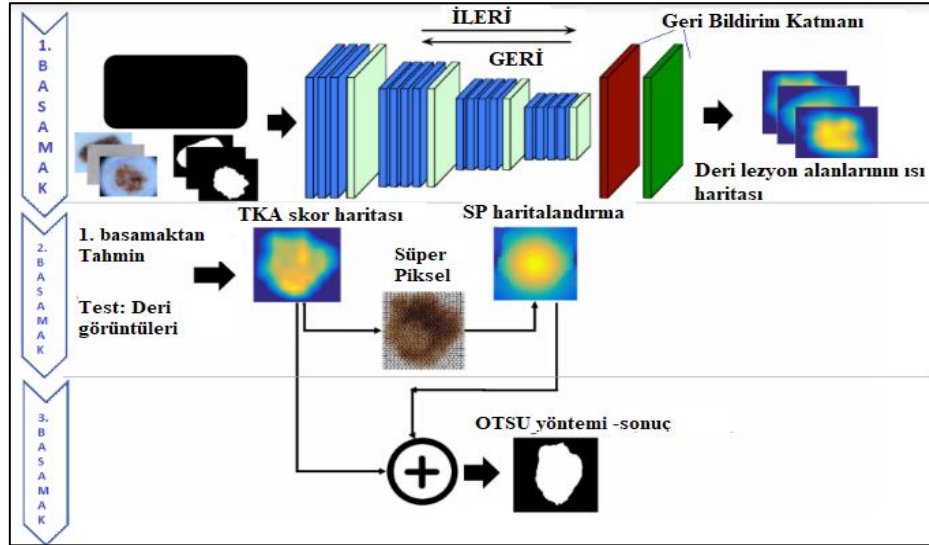 1. BASAMAK
İLERİ
GERİ
Geri Bildirim Katmanı
Deri lezyon alanlarının ısı
haritası
2. BASAMAK
1. basamaktan
Tahmin
Test: Deri
görüntüleri
TKA skor haritası
Süper
Piksel
SP haritalandırma
3. BASAMAK
OTSU yöntemi -sonuç